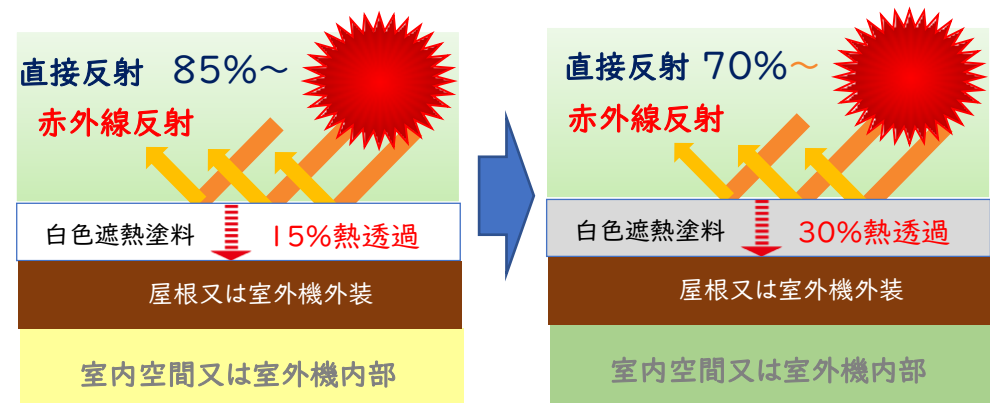 直接反射 85%～
赤外線反射
白色遮熱塗料 15%熱透過
屋根又は室外機外装
室内空間又は室外機内部
直接反射 70%～
赤外線反射
白色遮熱塗料 30%熱透過
屋根又は室外機外装
室内空間又は室外機内部